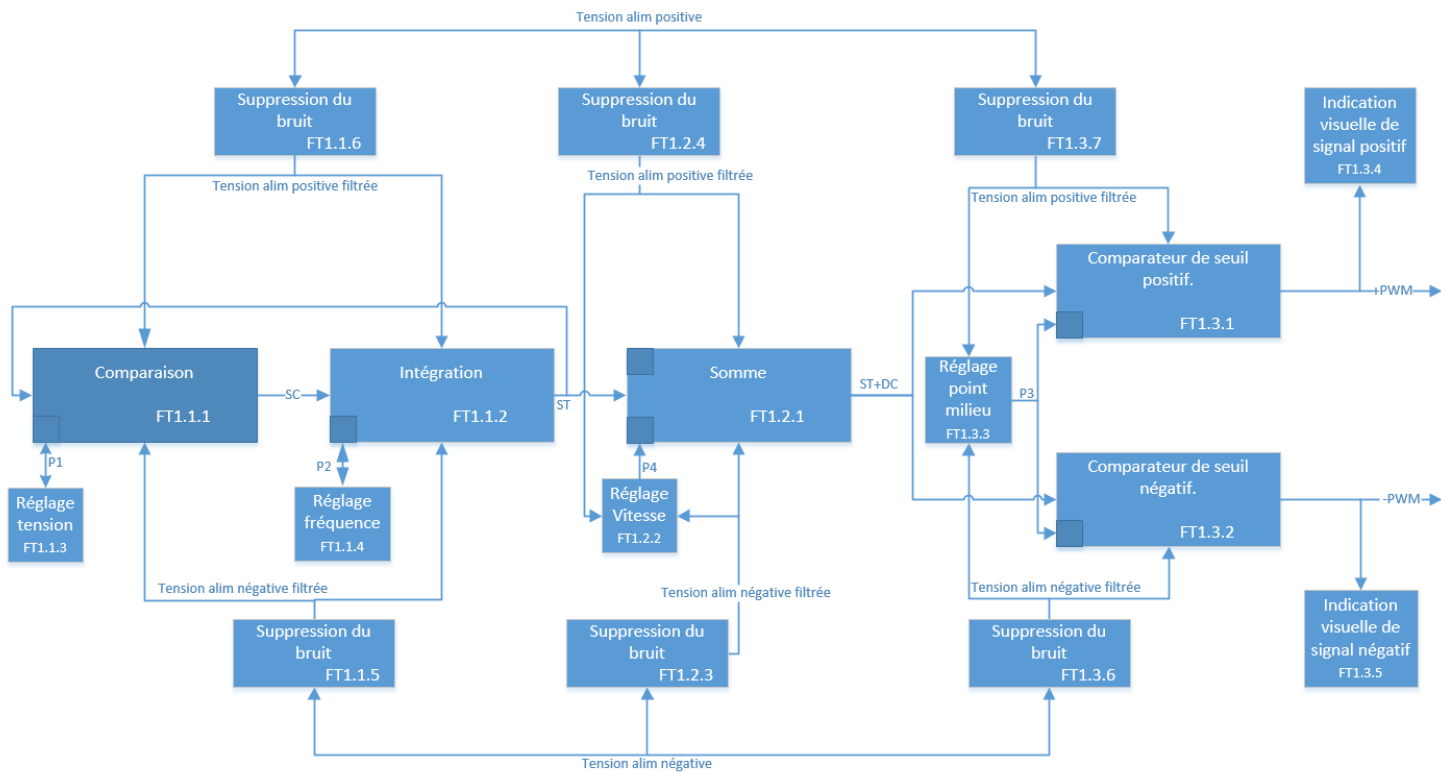 Tension alim positive
Suppression du
bruit
FT1.1.6
Suppression du
bruit
FT1.2.4
Suppression du
bruit
FT1.3.7
Indication
visuelle de
signal positif
FT1.3.4
Tension alim positive filtrée
Tension alim positive filtrée
Tension alim positive filtrée
Comparateur de seuil
positif.
FT1.3.1
+PWM
Comparaison
FT1.1.1
SC
Intégration
FT1.1.2
ST
Somme
FT1.2.1
ST+DC
Réglage
point
milieu
FT1.3.3
P3
P1
P2
P4
Comparateur de seuil
négatif.
FT1.3.2
-PWM
Réglage
tension
FT1.1.3
Réglage
fréquence
FT1.1.4
Réglage
Vitesse
FT1.2.2
Tension alim négative filtrée
Tension alim négative filtrée
Tension alim négative filtrée
Suppression du
bruit
FT1.1.5
Suppression du
bruit
FT1.2.3
Suppression du
bruit
FT1.3.6
Indication
visuelle de
signal négatif
FT1.3.5
Tension alim négative